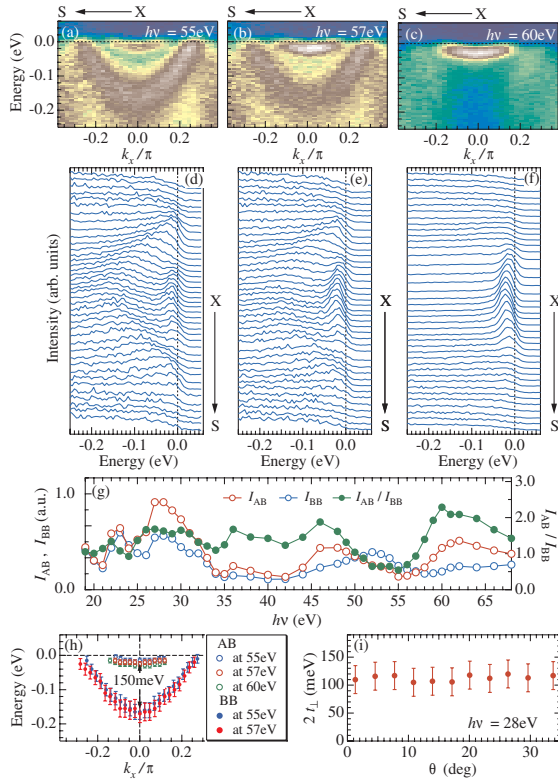 S X S X S X
(a) hν = 55eV (b) hν = 57eV (c) hν = 60eV
Energy (eV) 0.0 -0.1 -0.2
-0.2 0.0 0.2 -0.2 0.0 0.2 -0.2 0.0 0.2
kx/π kx/π kx/π
(d) (e) (f)
Intensity (arb. units)
X X X
S S S
-0.2 -0.1 0.0 -0.2 -0.1 0.0 -0.2 -0.1 0.0
Energy (eV) Energy (eV) Energy (eV)
(g) IAB IBB IAB / IBB
IAB , IBB (a.u.)
1.0
0.0
3.0
2.0
1.0
0.0
IAB / IBB
20 25 30 35 40 45 50 55 60 65
hν (eV)
(h)
Energy (eV)
0.0
-0.1
-0.2
150meV
-0.2 0.0 0.2
kx/π
AB
at 55eV
at 57eV
at 60eV
BB
at 55eV
at 57eV
(i)
2 t⊥ (meV)
200
150
100
50
0
hν = 28eV
0 10 20 30
θ (deg)